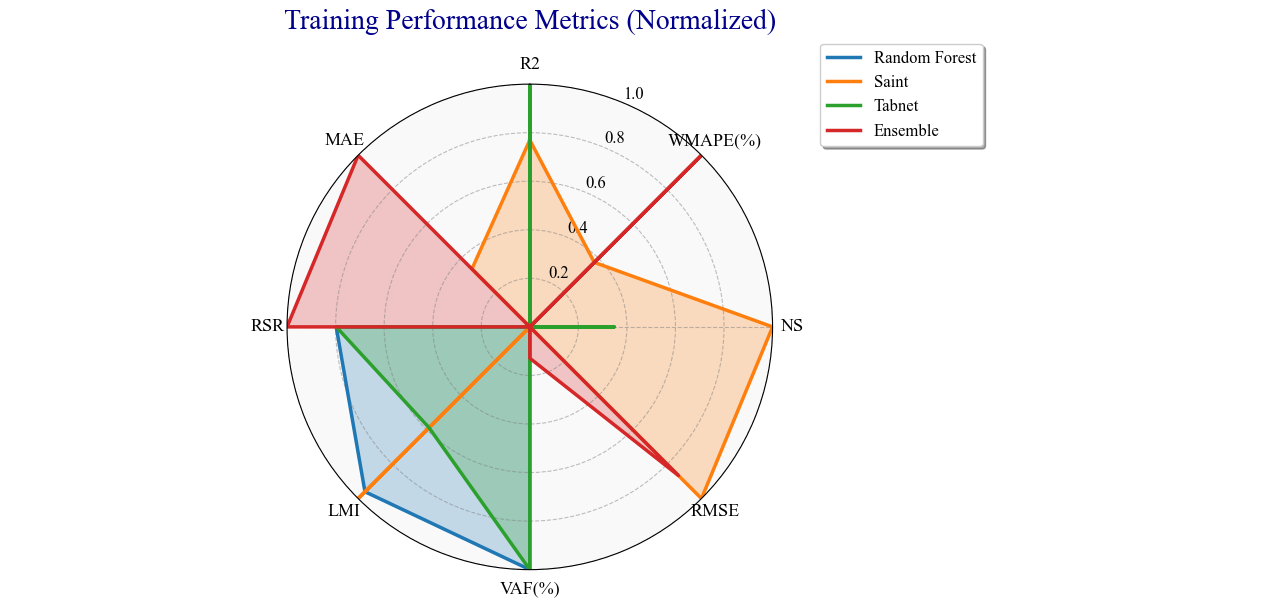 Training Performance Metrics (Normalized)
Random Forest
Saint
Tabnet
Ensemble
R2
1.0
MAE
WMAPE(%)
0.8
0.6
0.4
0.2
RSR
NS
LMI
RMSE
VAF(%)